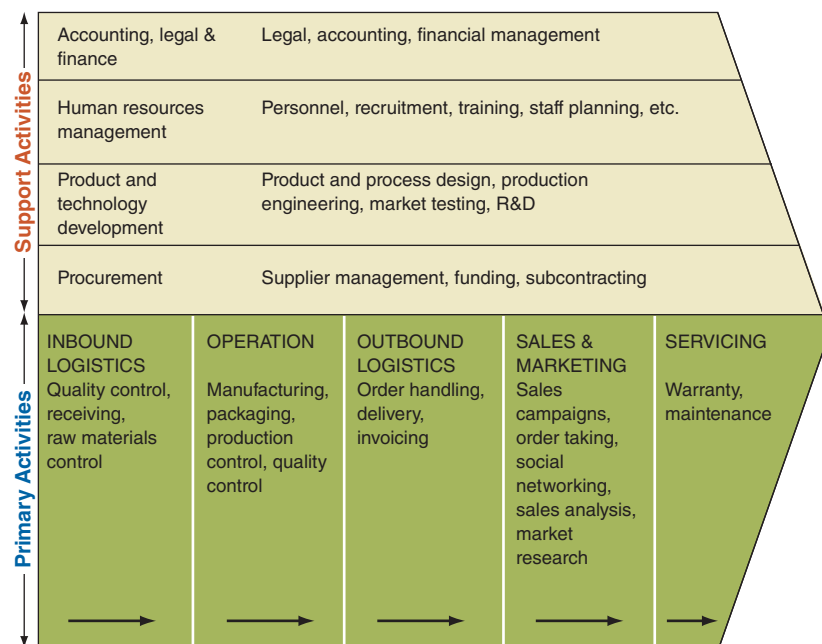 Support Activities
Accounting, legal &
finance
Legal, accounting, financial management
Human resources
management
Personnel, recruitment, training, staff planning, etc.
Product and
technology
development
Product and process design, production
engineering, market testing, R&D
Procurement
Supplier management, funding, subcontracting
Primary Activities
INBOUND
LOGISTICS
Quality control,
receiving,
raw materials
control
OPERATION
Manufacturing,
packaging,
production
control, quality
control
OUTBOUND
LOGISTICS
Order handling,
delivery,
invoicing
SALES &
MARKETING
Sales
campaigns,
order taking,
social
networking,
sales analysis,
market
research
SERVICING
Warranty,
maintenance